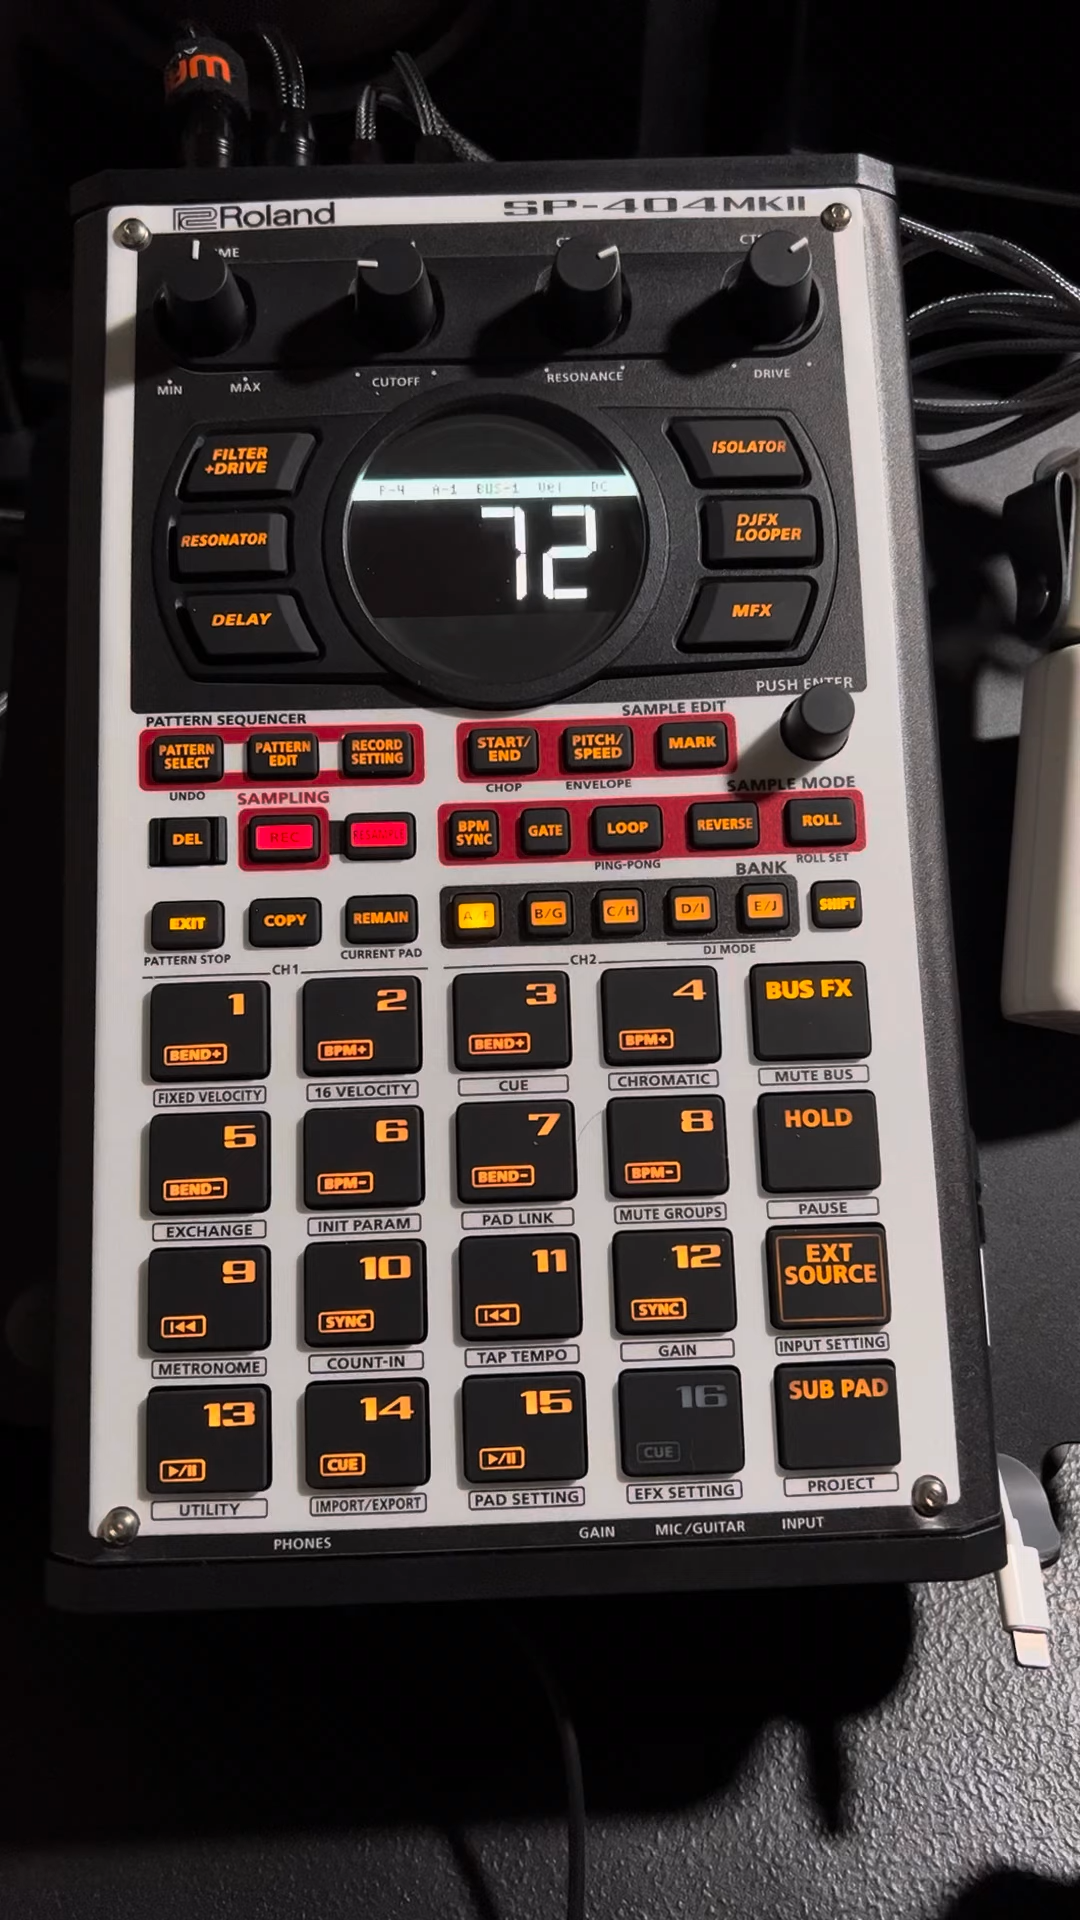 Roland
SP-404MKII
MIN
MAX
CUTOFF
RESONANCE
DRIVE
FILTER
+DRIVE
RESONATOR
DELAY
A-1 BUS-1 Vel DC
72
ISOLATOR
DJFX
LOOPER
MFX
PUSH ENTER
PATTERN SEQUENCER
PATTERN
SELECT
PATTERN
EDIT
RECORD
SETTING
UNDO
SAMPLE EDIT
START/
END
PITCH/
SPEED
MARK
CHOP
ENVELOPE
SAMPLING
DEL
REC
RESAMPLE
SAMPLE MODE
BPM
SYNC
GATE
LOOP
REVERSE
ROLL
PING-PONG
ROLL SET
EXIT
COPY
REMAIN
PATTERN STOP
CURRENT PAD
BANK
A/F
B/G
C/H
D/I
E/J
SHIFT
DJ MODE
CH1
CH2
1
BEND+
2
BPM+
3
BEND+
4
BPM+
BUS FX
FIXED VELOCITY
16 VELOCITY
CUE
CHROMATIC
MUTE BUS
5
BEND-
6
BPM-
7
BEND-
8
BPM-
HOLD
EXCHANGE
INIT PARAM
PAD LINK
MUTE GROUPS
PAUSE
9
10
SYNC
11
12
SYNC
EXT
SOURCE
METRONOME
COUNT-IN
TAP TEMPO
GAIN
INPUT SETTING
13
14
CUE
15
16
CUE
SUB PAD
UTILITY
IMPORT/EXPORT
PAD SETTING
EFX SETTING
PROJECT
PHONES
GAIN
MIC/GUITAR
INPUT